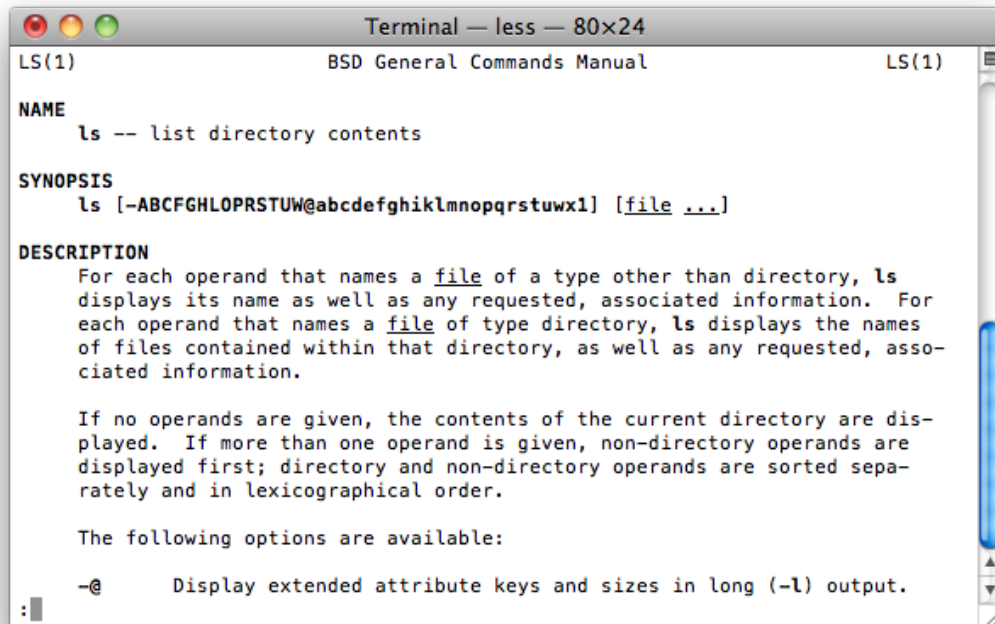 Terminal — less — 80×24
LS(1) BSD General Commands Manual LS(1)
NAME
ls -- list directory contents
SYNOPSIS
ls [-ABCFGHLOPRSTUW@abcdefghiklmnopqrstuwx1] [file ...]
DESCRIPTION
For each operand that names a file of a type other than directory, ls
displays its name as well as any requested, associated information. For
each operand that names a file of type directory, ls displays the names
of files contained within that directory, as well as any requested, asso-
ciated information.
If no operands are given, the contents of the current directory are dis-
played. If more than one operand is given, non-directory operands are
displayed first; directory and non-directory operands are sorted sepa-
rately and in lexicographical order.
The following options are available:
-@ Display extended attribute keys and sizes in long (-l) output.
: